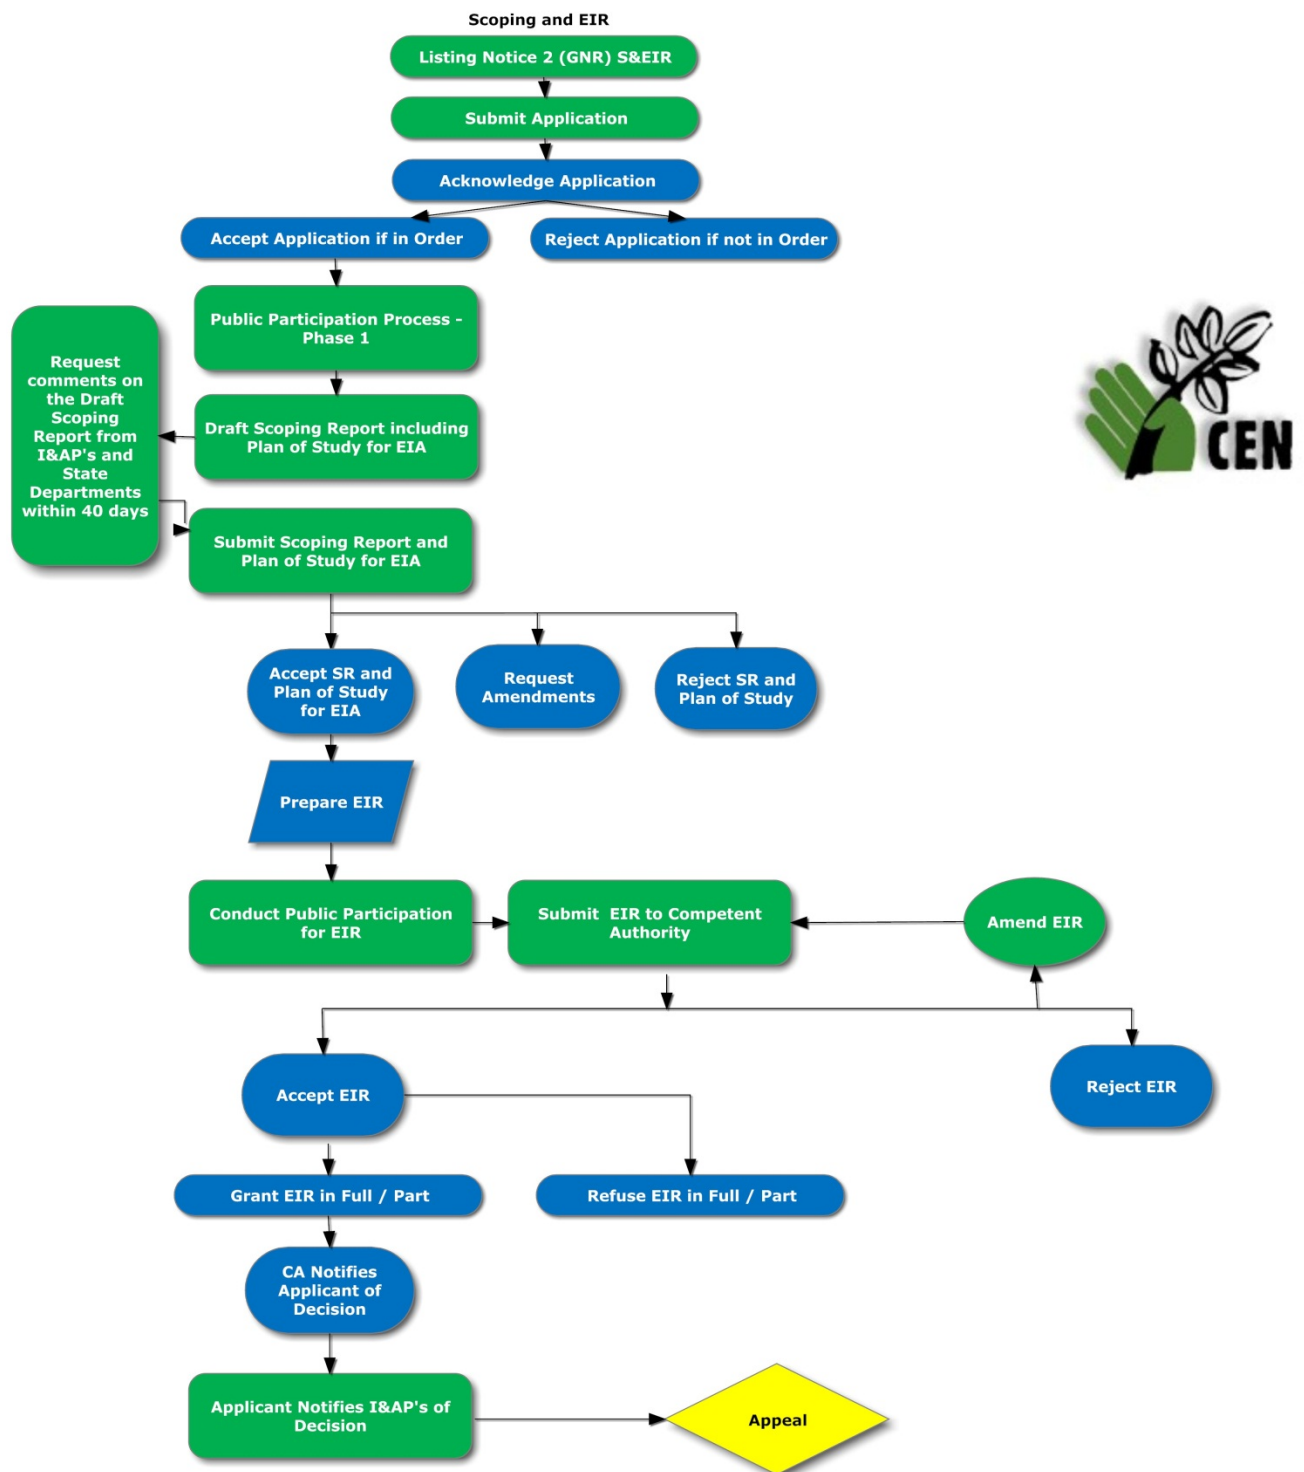 Scoping and EIR
Listing Notice 2 (GNR) S&EIR
Submit Application
Acknowledge Application
Accept Application if in Order
Reject Application if not in Order
Public Participation Process -
Phase 1
Request
comments on
the Draft
Scoping
Report from
I&AP's and
State
Departments
within 40 days
Draft Scoping Report including
Plan of Study for EIA
CEN
Submit Scoping Report and
Plan of Study for EIA
Accept SR and
Plan of Study
for EIA
Request
Amendments
Reject SR and
Plan of Study
Prepare EIR
Conduct Public Participation
for EIR
Submit  EIR to Competent
Authority
Amend EIR
Accept EIR
Reject EIR
Grant EIR in Full / Part
Refuse EIR in Full / Part
CA Notifies
Applicant of
Decision
Applicant Notifies I&AP's of
Decision
Appeal